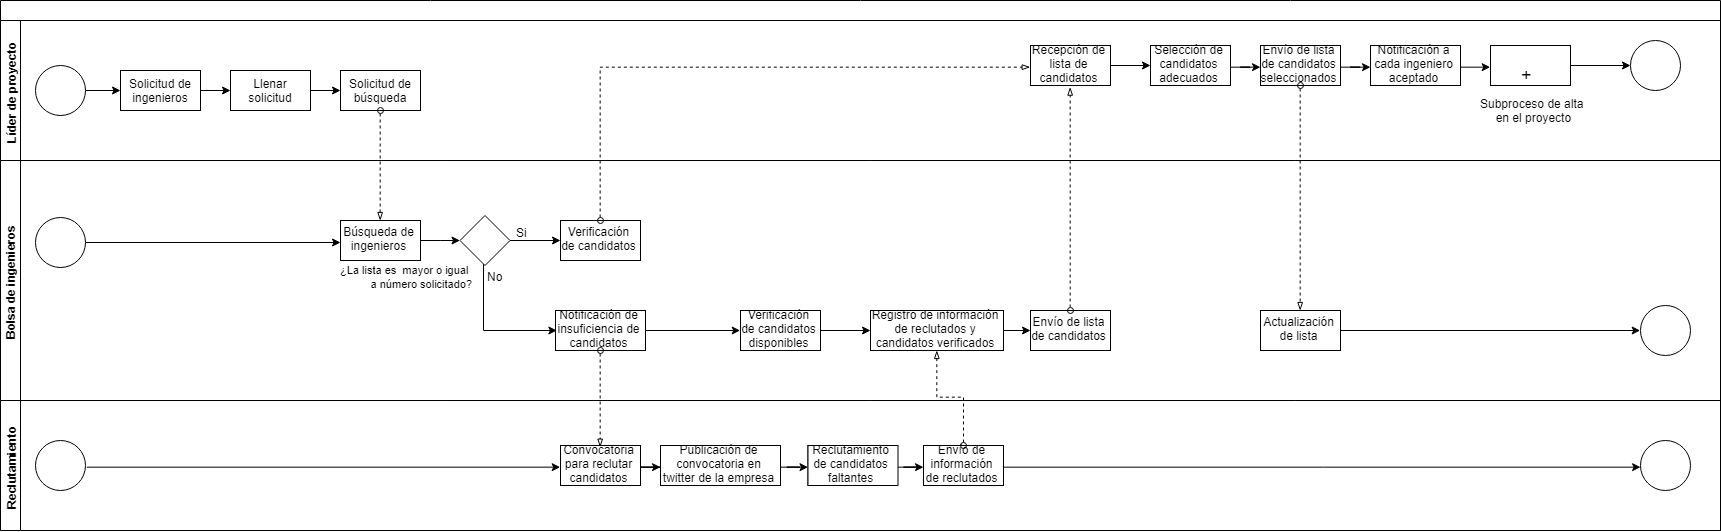 Líder de proyecto
Solicitud de
ingenieros
Llenar
solicitud
Solicitud de
búsqueda
Recepción de
lista de
candidatos
Selección de
candidatos
adecuados
Envío de lista
de candidatos
seleccionados
Notificación a
cada ingeniero
aceptado
+
Subproceso de alta
en el proyecto
Bolsa de ingenieros
Búsqueda de
ingenieros
¿La lista es mayor o igual
a número solicitado?
Si
No
Verificación
de candidatos
Notificación de
insuficiencia de
candidatos
Verificación
de candidatos
disponibles
Registro de información
de reclutados y
candidatos verificados
Envío de lista
de candidatos
Actualización
de lista
Reclutamiento
Convocatoria
para reclutar
candidatos
Publicación de
convocatoria en
twitter de la empresa
Reclutamiento
de candidatos
faltantes
Envío de
información
de reclutados